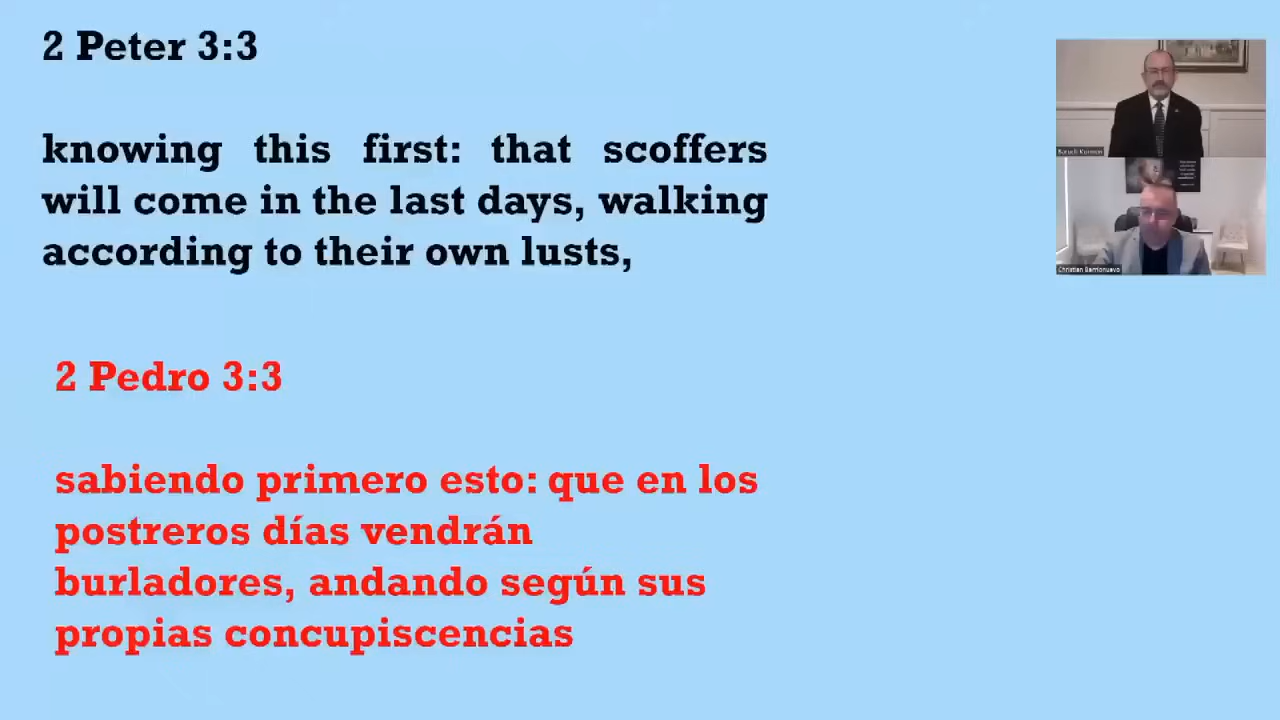 2 Peter 3:3
knowing this first: that scoffers
will come in the last days, walking
according to their own lusts,
2 Pedro 3:3
sabiendo primero esto: que en los
postreros días vendrán
burladores, andando según sus
propias concupiscencias
Christian Barrionuevo